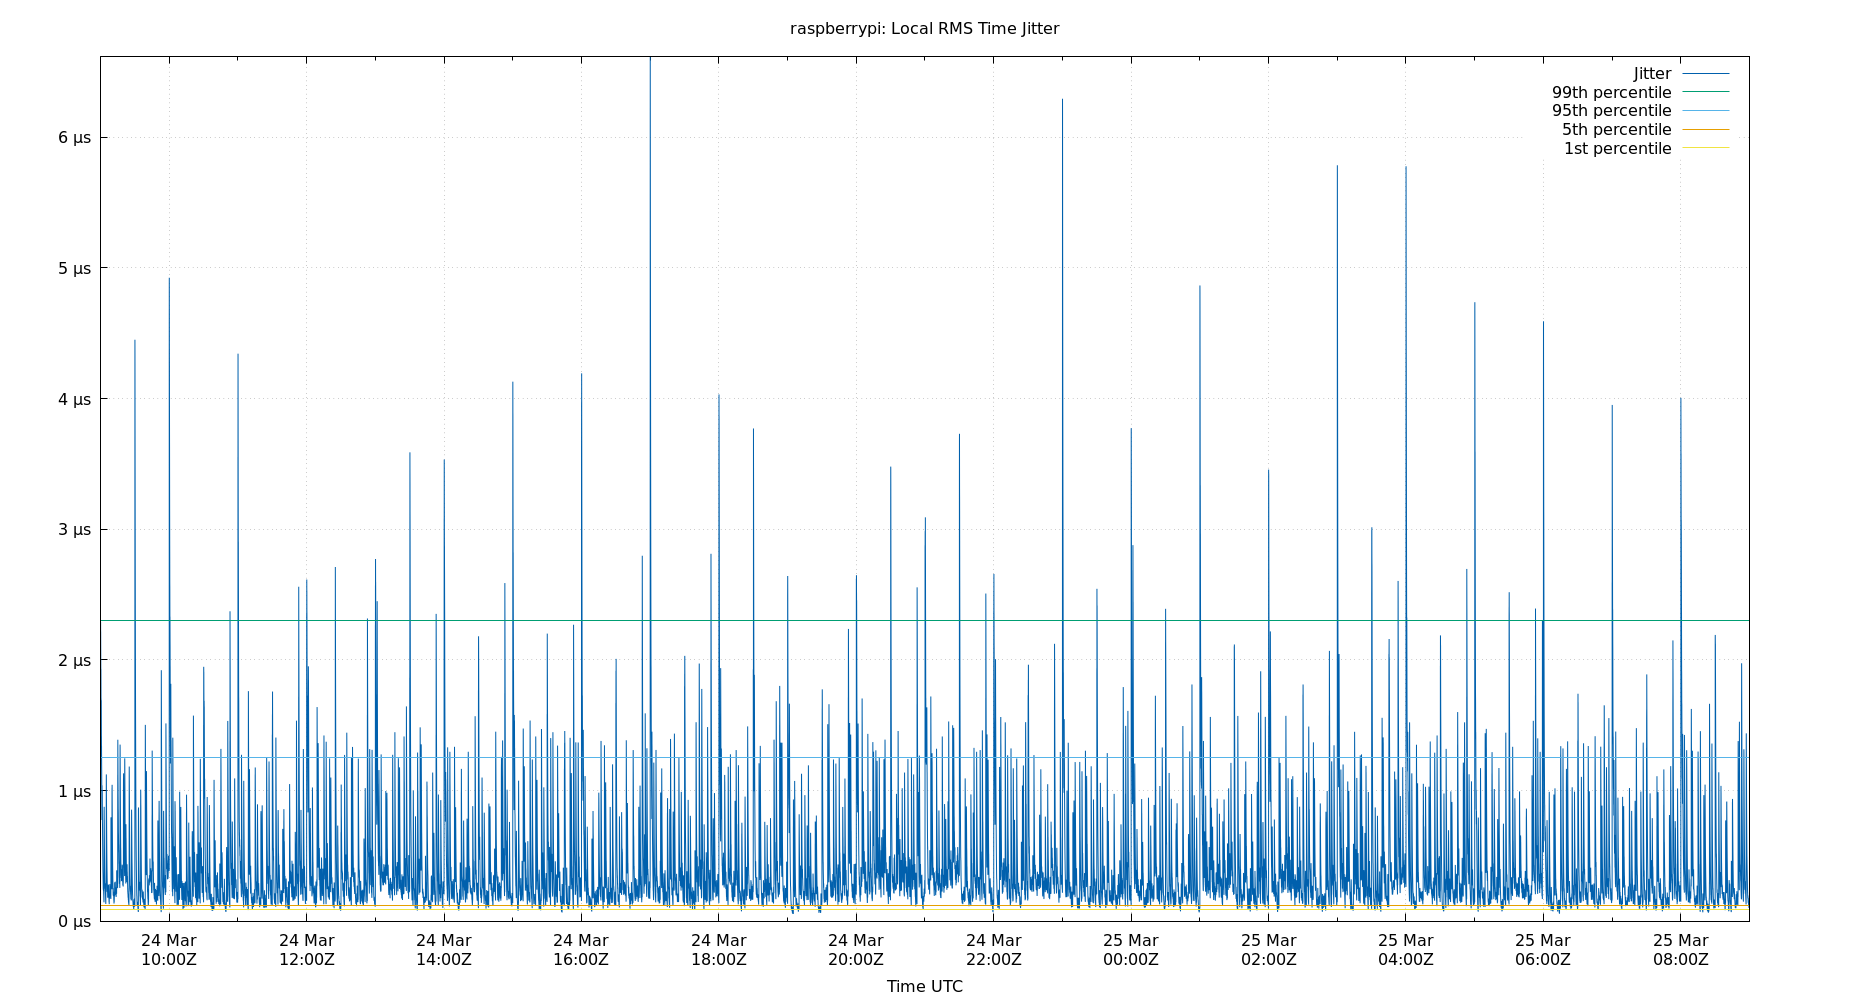 raspberrypi: Local RMS Time Jitter
Jitter
99th percentile
95th percentile
5th percentile
1st percentile
6 µs
5 µs
4 µs
3 µs
2 µs
1 µs
0 µs
24 Mar 24 Mar 24 Mar 24 Mar 24 Mar 24 Mar 24 Mar 25 Mar 25 Mar 25 Mar 25 Mar 25 Mar
10:00Z 12:00Z 14:00Z 16:00Z 18:00Z 20:00Z 22:00Z 00:00Z 02:00Z 04:00Z 06:00Z 08:00Z
Time UTC